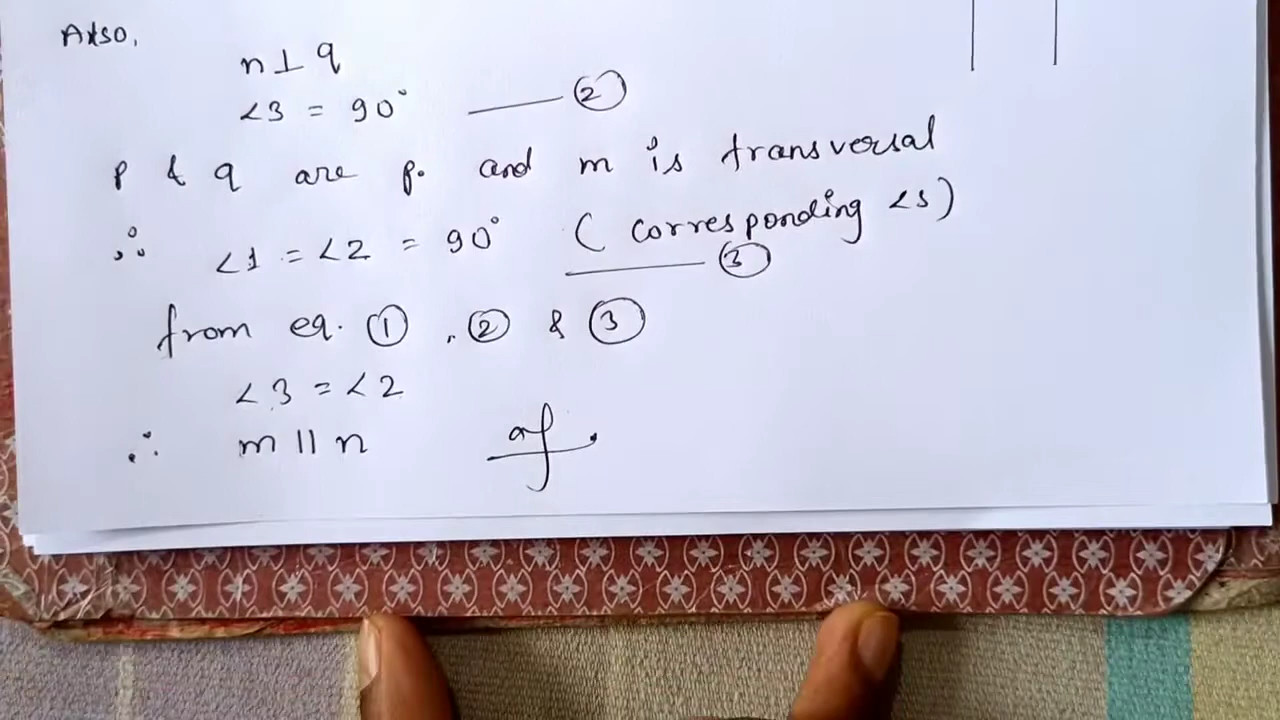 Also,
n ⊥ q
∠3 = 90° —— ②
p & q are p. and m is transversal
∴ ∠1 = ∠2 = 90° ( corresponding ∠s)
—— ③
from eq. ① , ② & ③
∠3 = ∠2
∴ m || n